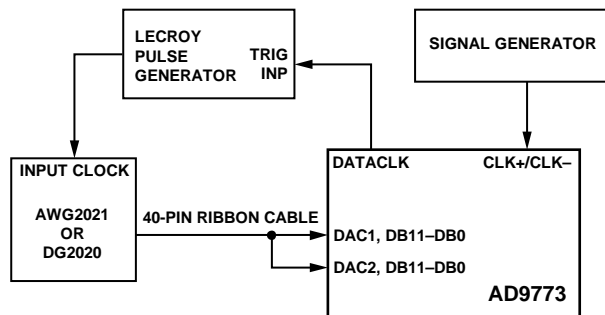 LECROY
PULSE
GENERATOR
TRIG
INP
SIGNAL GENERATOR
INPUT CLOCK
AWG2021
OR
DG2020
40-PIN RIBBON CABLE
DATACLK
CLK+/CLK–
DAC1, DB11–DB0
DAC2, DB11–DB0
AD9773